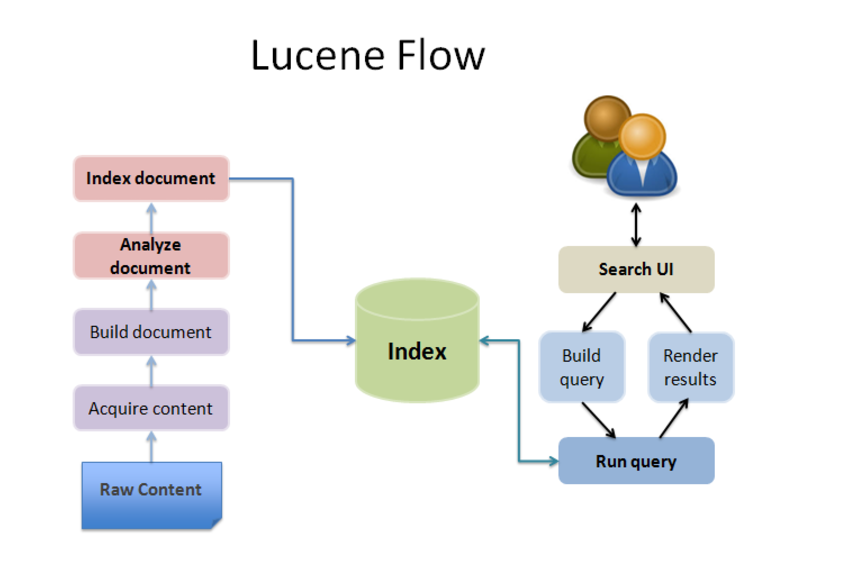 Lucene Flow
Index document
Analyze
document
Build document
Acquire content
Raw Content
Index
Search UI
Build
query
Render
results
Run query